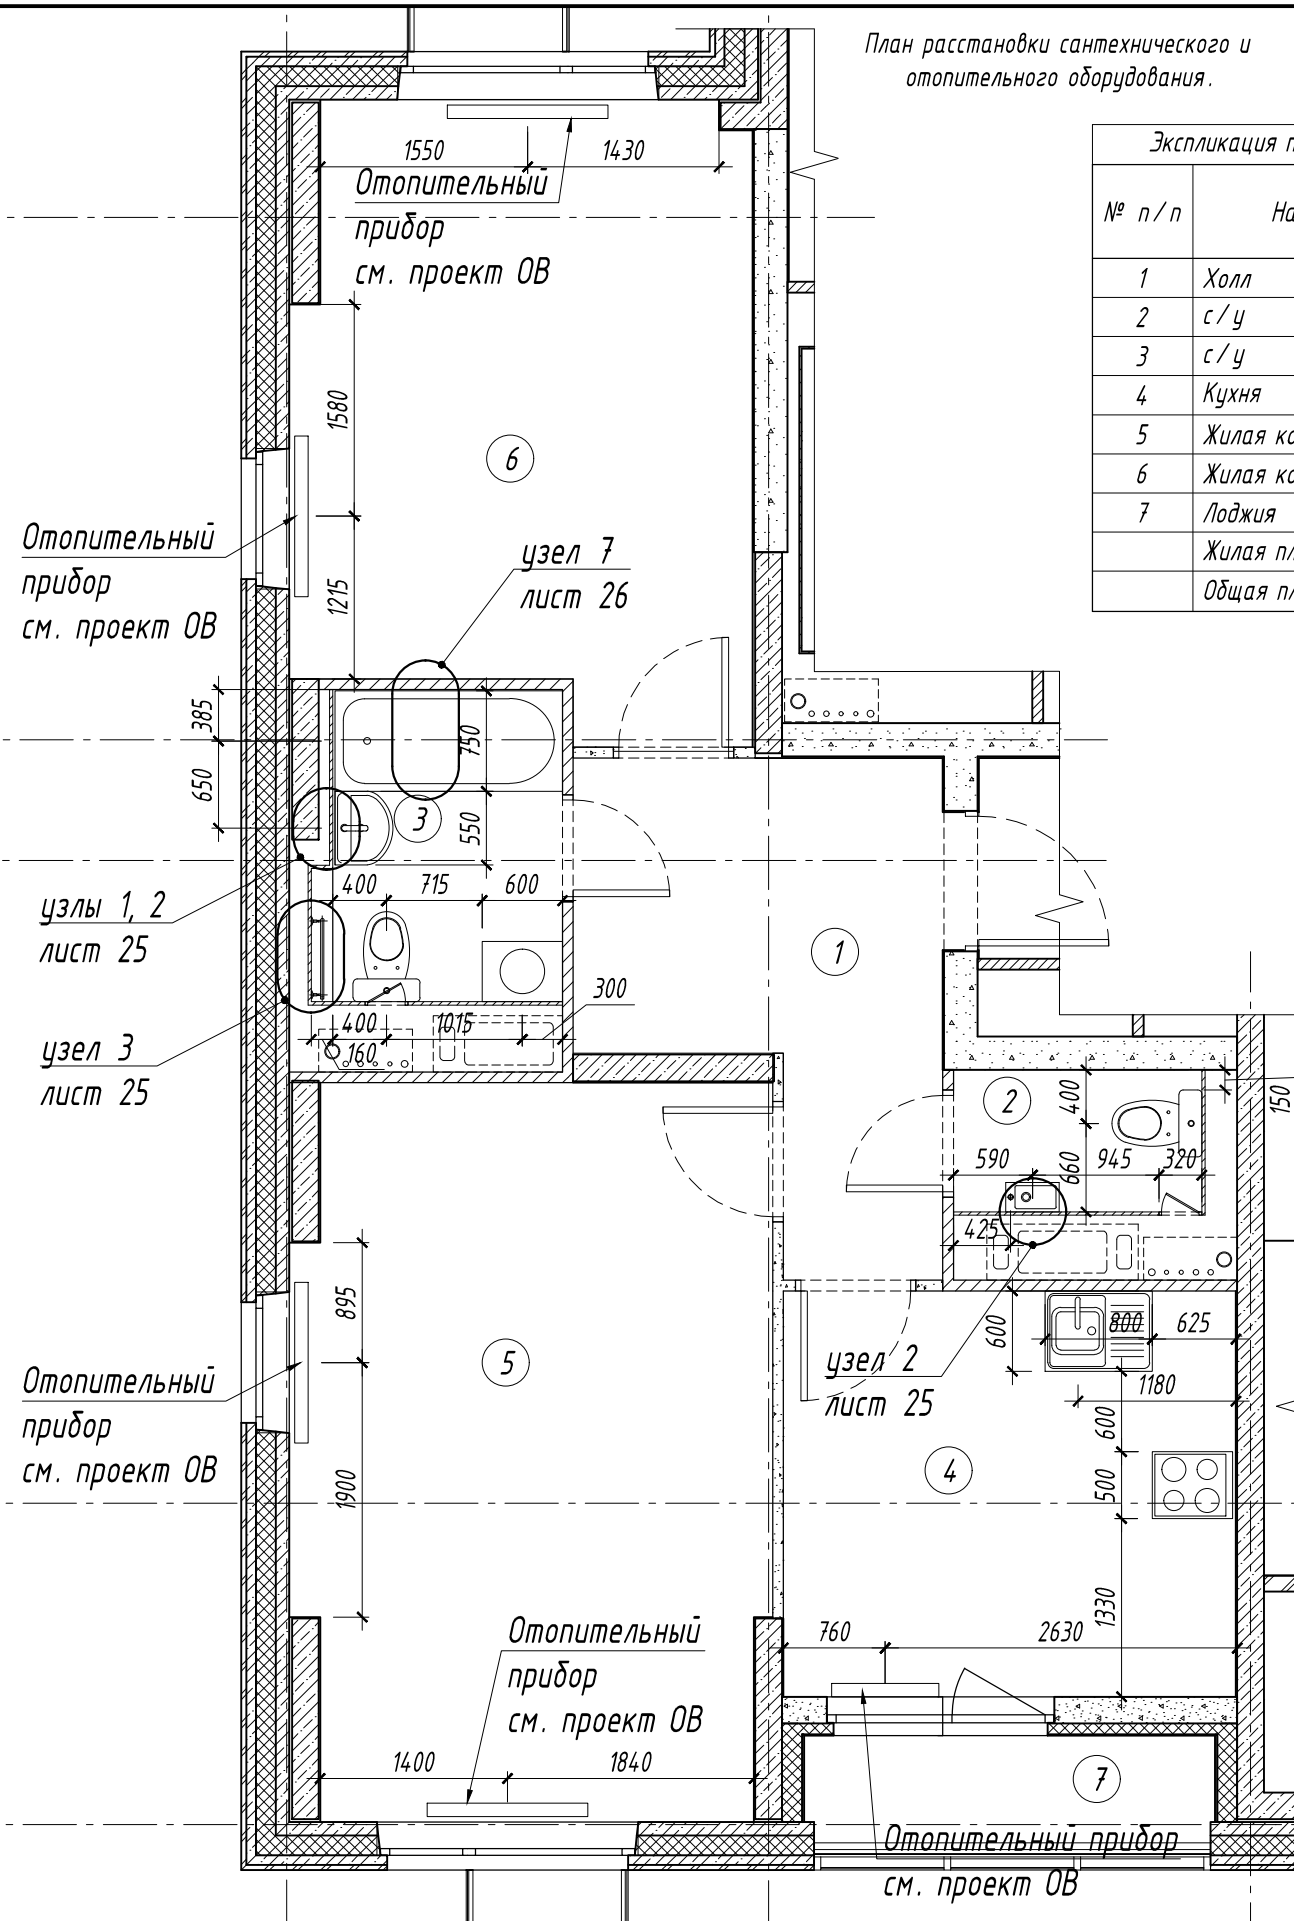 План расстановки сантехнического и
отопительного оборудования.
Экспликация
№ п/п
1 Холл
2 с/у
3 с/у
4 Кухня
5 Жилая
6 Жилая
7 Лоджия
Жилая
Общая
1550
1430
Отопительный
прибор
см. проект ОВ
1580
6
Отопительный
прибор
см. проект ОВ
1215
узел 7
лист 26
385
650
750
550
3
узлы 1, 2
лист 25
400
715
600
1
узел 3
лист 25
300
400
1015
160
2
400
150
590
660
945
320
425
895
600
800
625
5
узел 2
лист 25
1180
Отопительный
прибор
см. проект ОВ
600
4
500
1900
1330
Отопительный
прибор
см. проект ОВ
760
2630
1400
1840
7
Отопительный прибор
см. проект ОВ